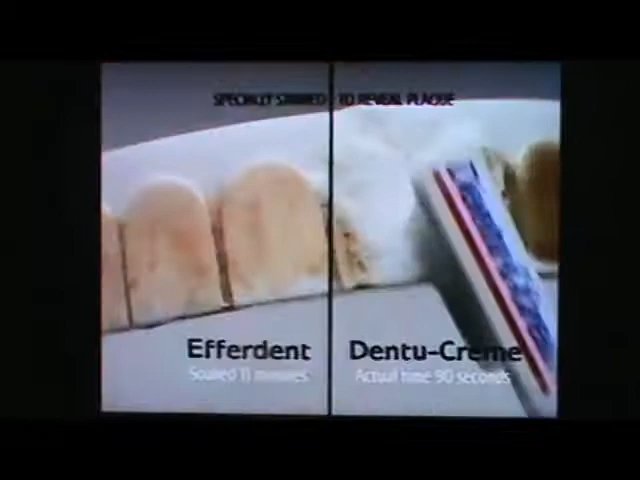 SPECIALLY STAINED TO REVEAL PLAQUE
Efferdent
Soaked 11 minutes
Dentu-Creme
Actual time 90 seconds